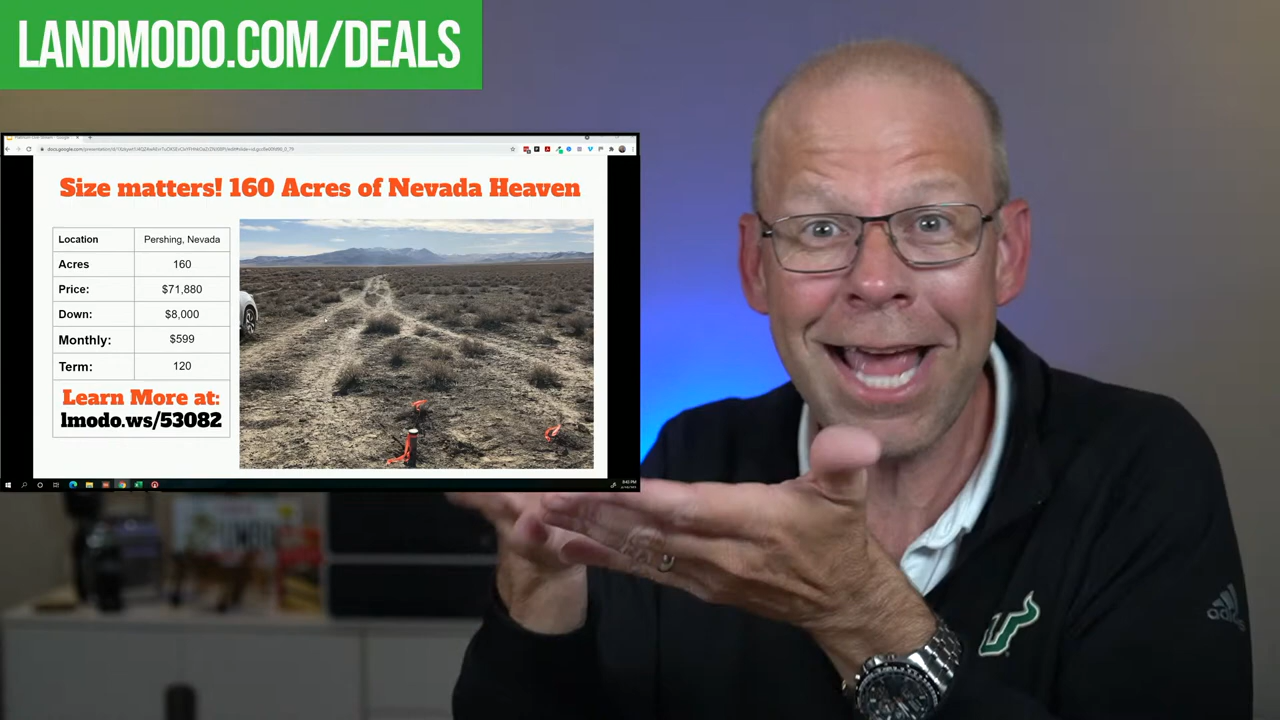 LANDMODO.COM/DEALS
Size matters! 160 Acres of Nevada Heaven
Location Pershing, Nevada
Acres 160
Price: $71,880
Down: $8,000
Monthly: $599
Term: 120
Learn More at:
lmodo.ws/53082
adidas